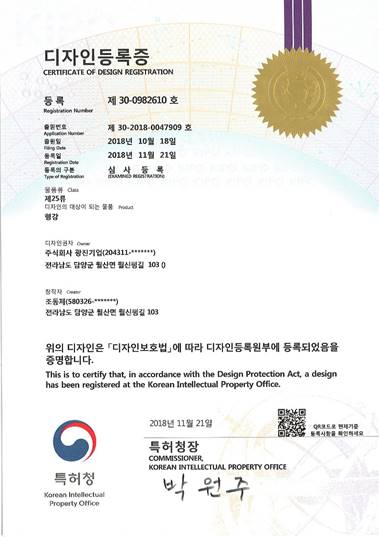 디자인등록증
CERTIFICATE OF DESIGN REGISTRATION
등록 제 30-0982610 호
Registration Number
출원번호 제 30-2018-0047909 호
Application Number
출원일 2018년 10월 18일
Filing Date
등록일 2018년 11월 21일
Registration Date
등록의 구분 심사등록
Type of Registration (EXAMINED REGISTRATION)
물품류 Class
제25류
디자인의 대상이 되는 물품 Product
형강
디자인권자 Owner
주식회사 광진기업(204311-*******)
전라남도 담양군 월산면 월신평길 103 ()
창작자 Creator
조동제(580326-*******)
전라남도 담양군 월산면 월신평길 103
위의 디자인은 「디자인보호법」에 따라 디자인등록원부에 등록되었음을
증명합니다.
This is to certify that, in accordance with the Design Protection Act, a design
has been registered at the Korean Intellectual Property Office.
2018년 11월 21일
QR코드로 현재기준
등록사항을 확인하세요
특허청
Korean Intellectual
Property Office
특허청장
COMMISSIONER,
KOREAN INTELLECTUAL PROPERTY OFFICE
박원주